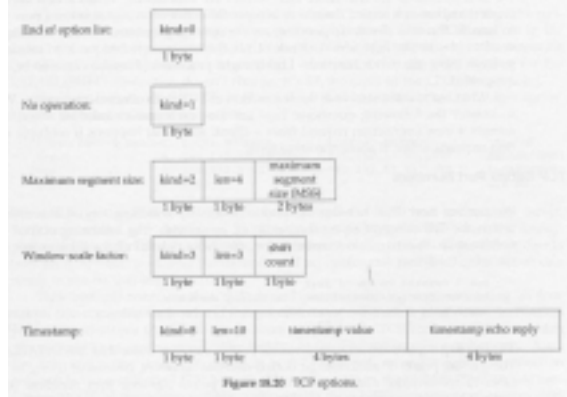 End of option list: kind=0
1 byte
No operation: kind=1
1 byte
Maximum segment size: kind=2 len=4 maximum segment size (MSS)
1 byte 1 byte 2 bytes
Window scale factor: kind=3 len=3 shift count
1 byte 1 byte 1 byte
Timestamp: kind=8 len=10 timestamp value timestamp echo reply
1 byte 1 byte 4 bytes 4 bytes
Figure 18.20 TCP options.